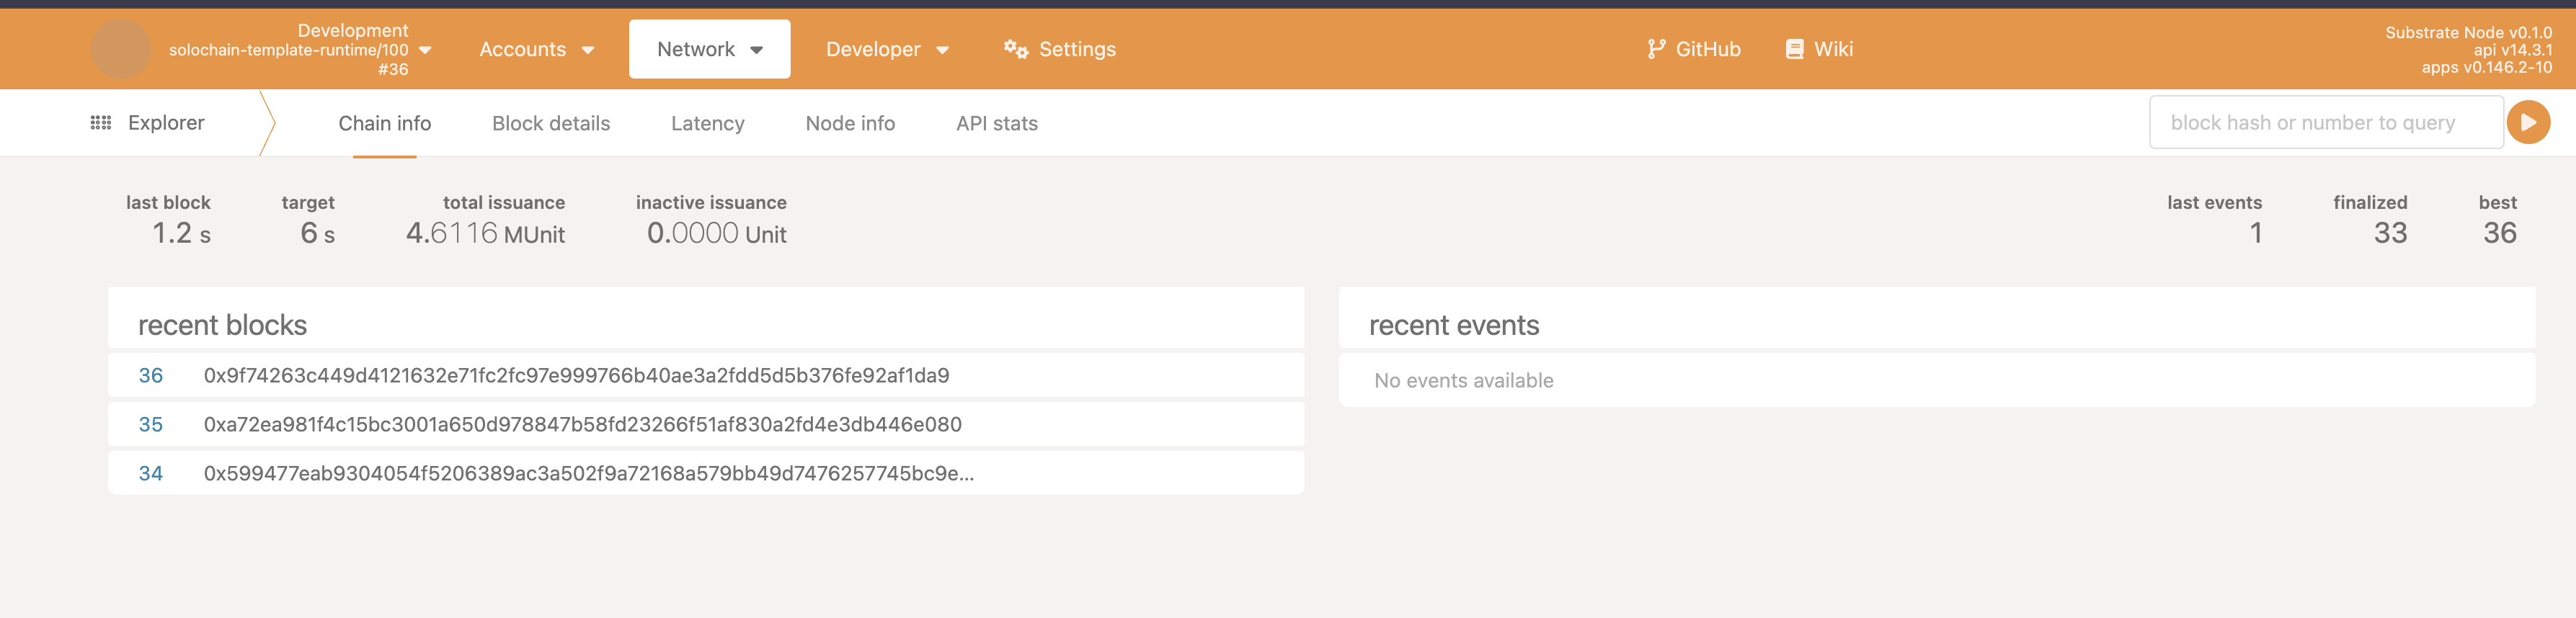 Development
solochain-template-runtime/100
#36
Accounts
Network
Developer
Settings
GitHub
Wiki
Substrate Node v0.1.0
api v14.3.1
apps v0.146.2-10
Explorer
Chain info
Block details
Latency
Node info
API stats
block hash or number to query
last block
1.2 s
target
6 s
total issuance
4.6116 MUnit
inactive issuance
0.0000 Unit
last events
1
finalized
33
best
36
recent blocks
36 0x9f74263c449d4121632e71fc2fc97e999766b40ae3a2fdd5d5b376fe92af1da9
35 0xa72ea981f4c15bc3001a650d978847b58fd23266f51af830a2fd4e3db446e080
34 0x599477eab9304054f5206389ac3a502f9a72168a579bb49d7476257745bc9e...
recent events
No events available